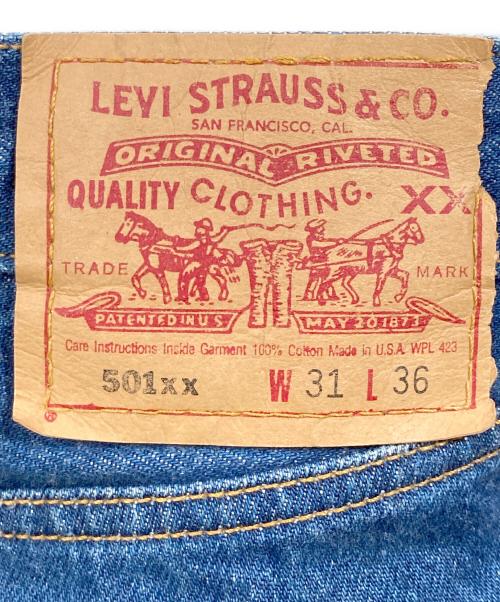 LEVI STRAUSS & CO.
SAN FRANCISCO, CAL.
ORIGINAL RIVETED
QUALITY CLOTHING. XX
TRADE MARK
PATENTED IN U.S. MAY 20 1873
Care Instructions Inside Garment 100% Cotton Made in U.S.A. WPL 423
501xx W 31 L 36
®